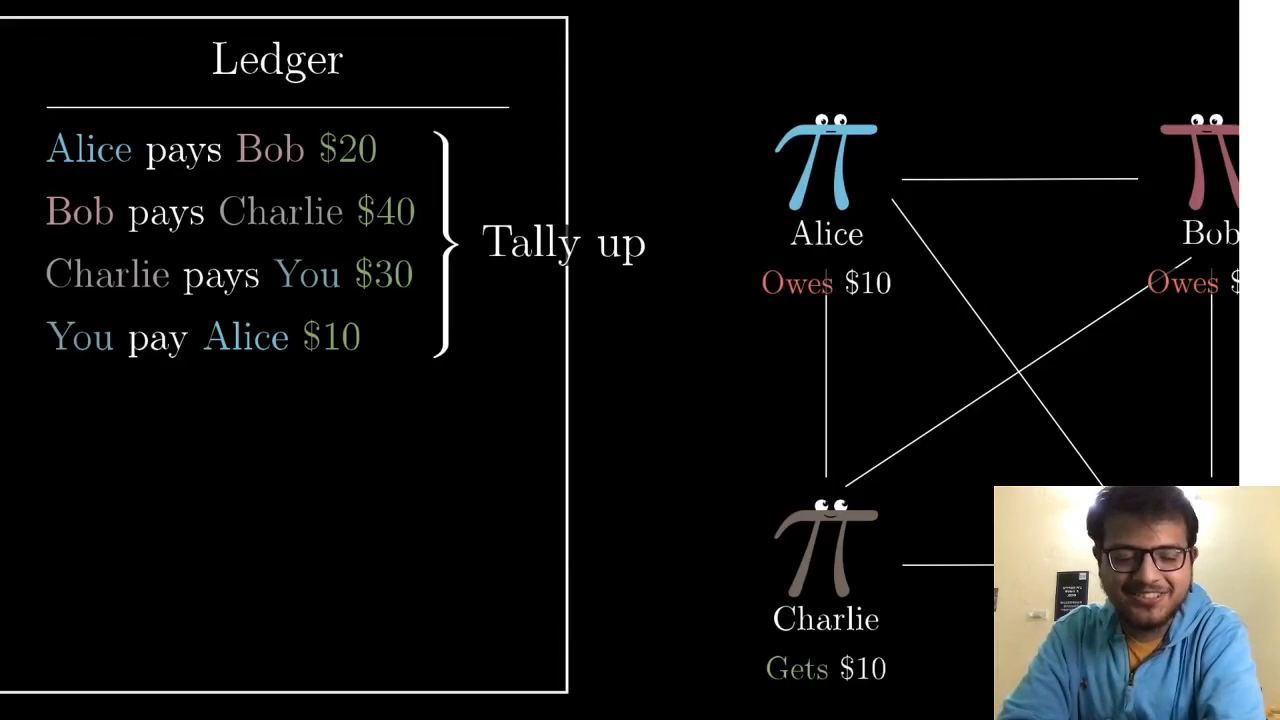 Ledger
Alice pays Bob $20
Bob pays Charlie $40
Charlie pays You $30
You pay Alice $10
Tally up
Alice
Owes $10
Bob
Owes $
Charlie
Gets $10